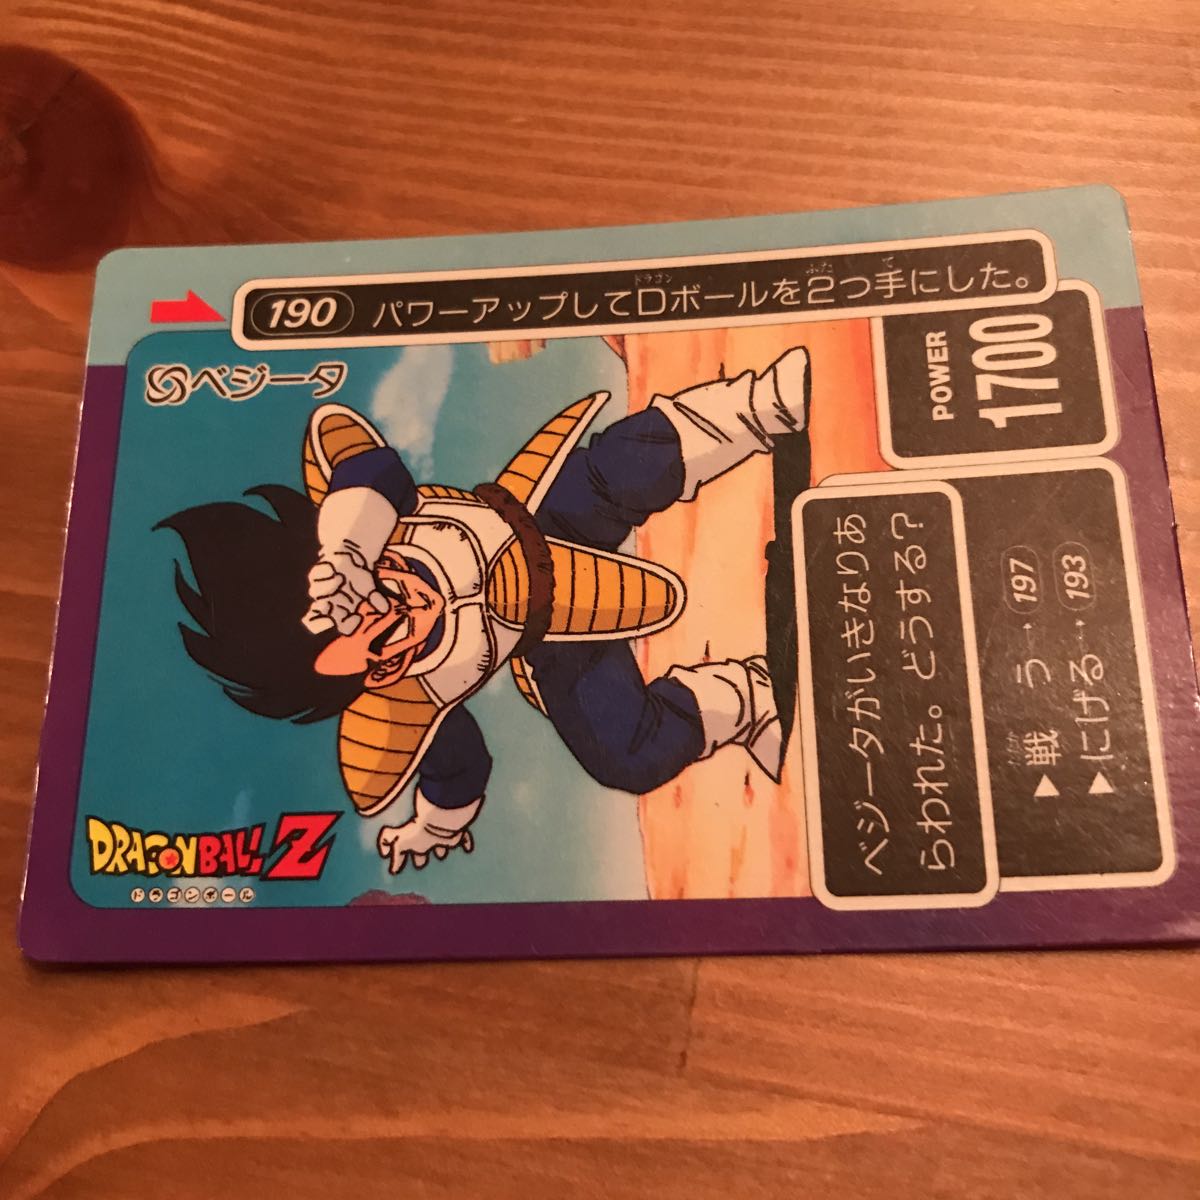 190 パワーアップしてDボールを2つ手にした。
ドラゴン ふた て
ベジータ
DRAGON BALL Z
ドラゴンボール
POWER
1700
ベジータがいきなりあ
らわれた。どうする?
たたか
▶戦う→197
▶にげる→193